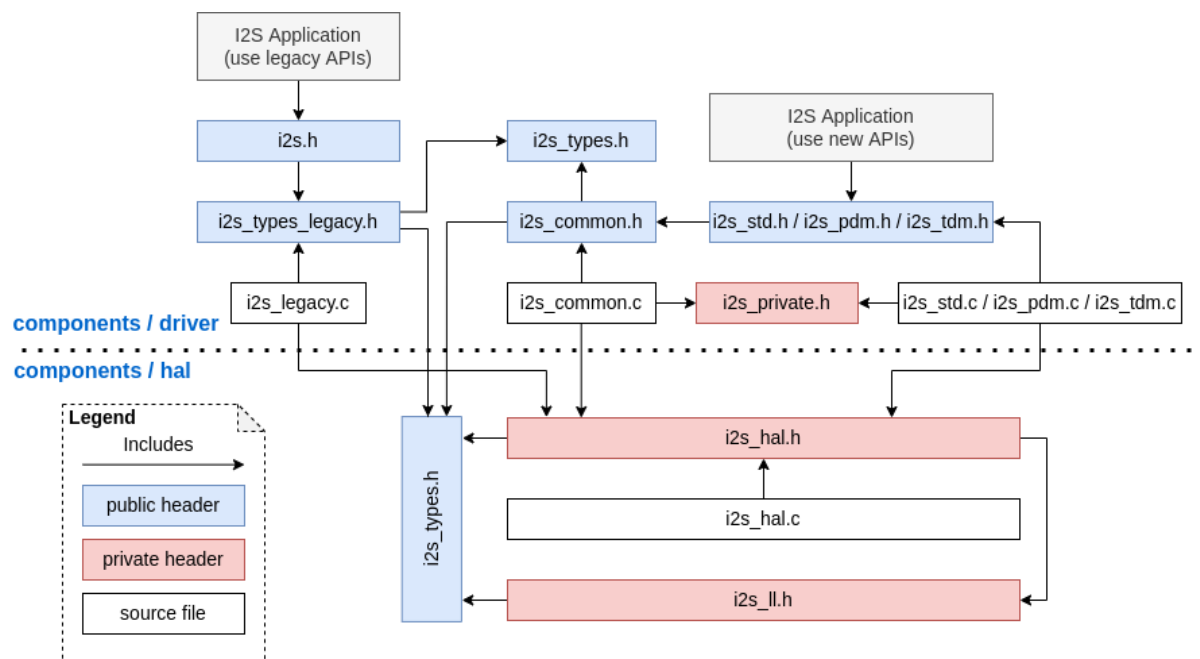 I2S Application
(use legacy APIs)
I2S Application
(use new APIs)
i2s.h
i2s_types.h
i2s_types_legacy.h
i2s_common.h
i2s_std.h / i2s_pdm.h / i2s_tdm.h
i2s_legacy.c
i2s_common.c
i2s_private.h
i2s_std.c / i2s_pdm.c / i2s_tdm.c
components / driver
components / hal
Legend
Includes
public header
private header
source file
i2s_types.h
i2s_hal.h
i2s_hal.c
i2s_ll.h